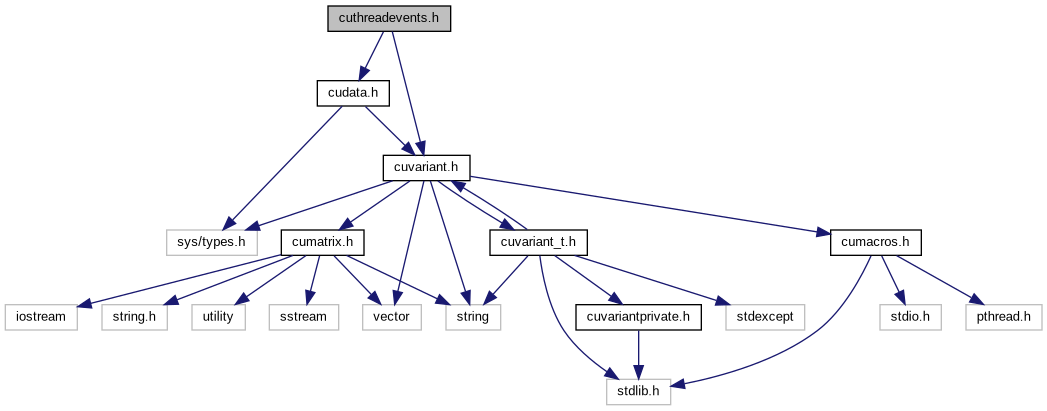 cuthreadevents.h
cudata.h
cuvariant.h
sys/types.h
cumatrix.h
cuvariant_t.h
cumacros.h
iostream
string.h
utility
sstream
vector
string
cuvariantprivate.h
stdexcept
stdio.h
pthread.h
stdlib.h